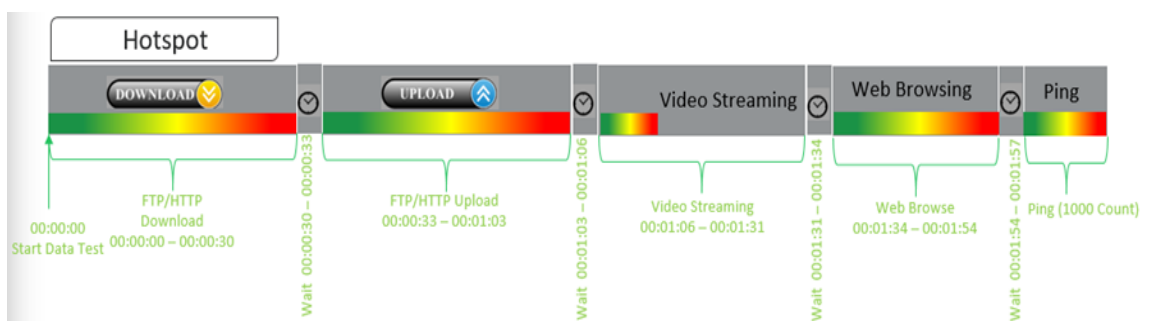 Hotspot
DOWNLOAD
UPLOAD
Video Streaming
Web Browsing
Ping
00:00:00
Start Data Test
FTP/HTTP
Download
00:00:00 – 00:00:30
Wait 00:00:30 – 00:00:33
FTP/HTTP Upload
00:00:33 – 00:01:03
Wait 00:01:03 – 00:01:06
Video Streaming
00:01:06 – 00:01:31
Wait 00:01:31 – 00:01:34
Web Browse
00:01:34 – 00:01:54
Wait 00:01:54 – 00:01:57
Ping (1000 Count)